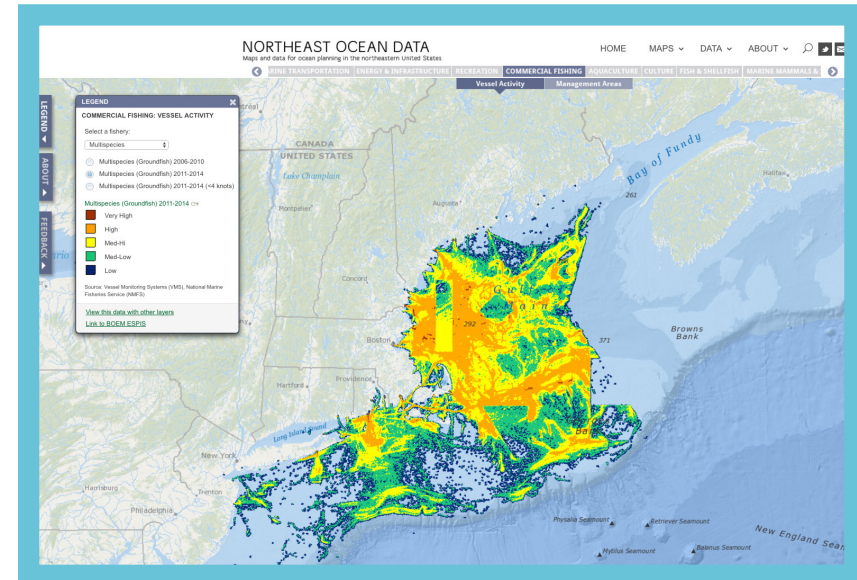 NORTHEAST OCEAN DATA
Maps and data for ocean planning in the northeastern United States
HOME MAPS DATA ABOUT
RINE TRANSPORTATION ENERGY & INFRASTRUCTURE RECREATION COMMERCIAL FISHING AQUACULTURE CULTURE FISH & SHELLFISH MARINE MAMMALS &
Vessel Activity Management Areas
LEGEND
ABOUT
FEEDBACK
LEGEND
COMMERCIAL FISHING: VESSEL ACTIVITY
Select a fishery:
Multispecies
Multispecies (Groundfish) 2006-2010
Multispecies (Groundfish) 2011-2014
Multispecies (Groundfish) 2011-2014 (<4 knots)
Multispecies (Groundfish) 2011-2014
Very High
High
Med-Hi
Med-Low
Low
Source: Vessel Monitoring Systems (VMS), National Marine
Fisheries Service (NMFS)
View this data with other layers
Link to BOEM ESPIS
treal
CANADA
UNITED STATES
Lake Champlain
Montpelier
Augusta
Bay of Fundy
Halifax
261
rio
Concord
Gulf
Main
292
371
Browns
Bank
Boston
Hartford
Providence
Long Island Sound
New York
Harrisburg
Trenton
Philadelphia
Physalia Seamount
Retriever Seamount
Mytilus Seamount
Balanus Seamount
New England Sea